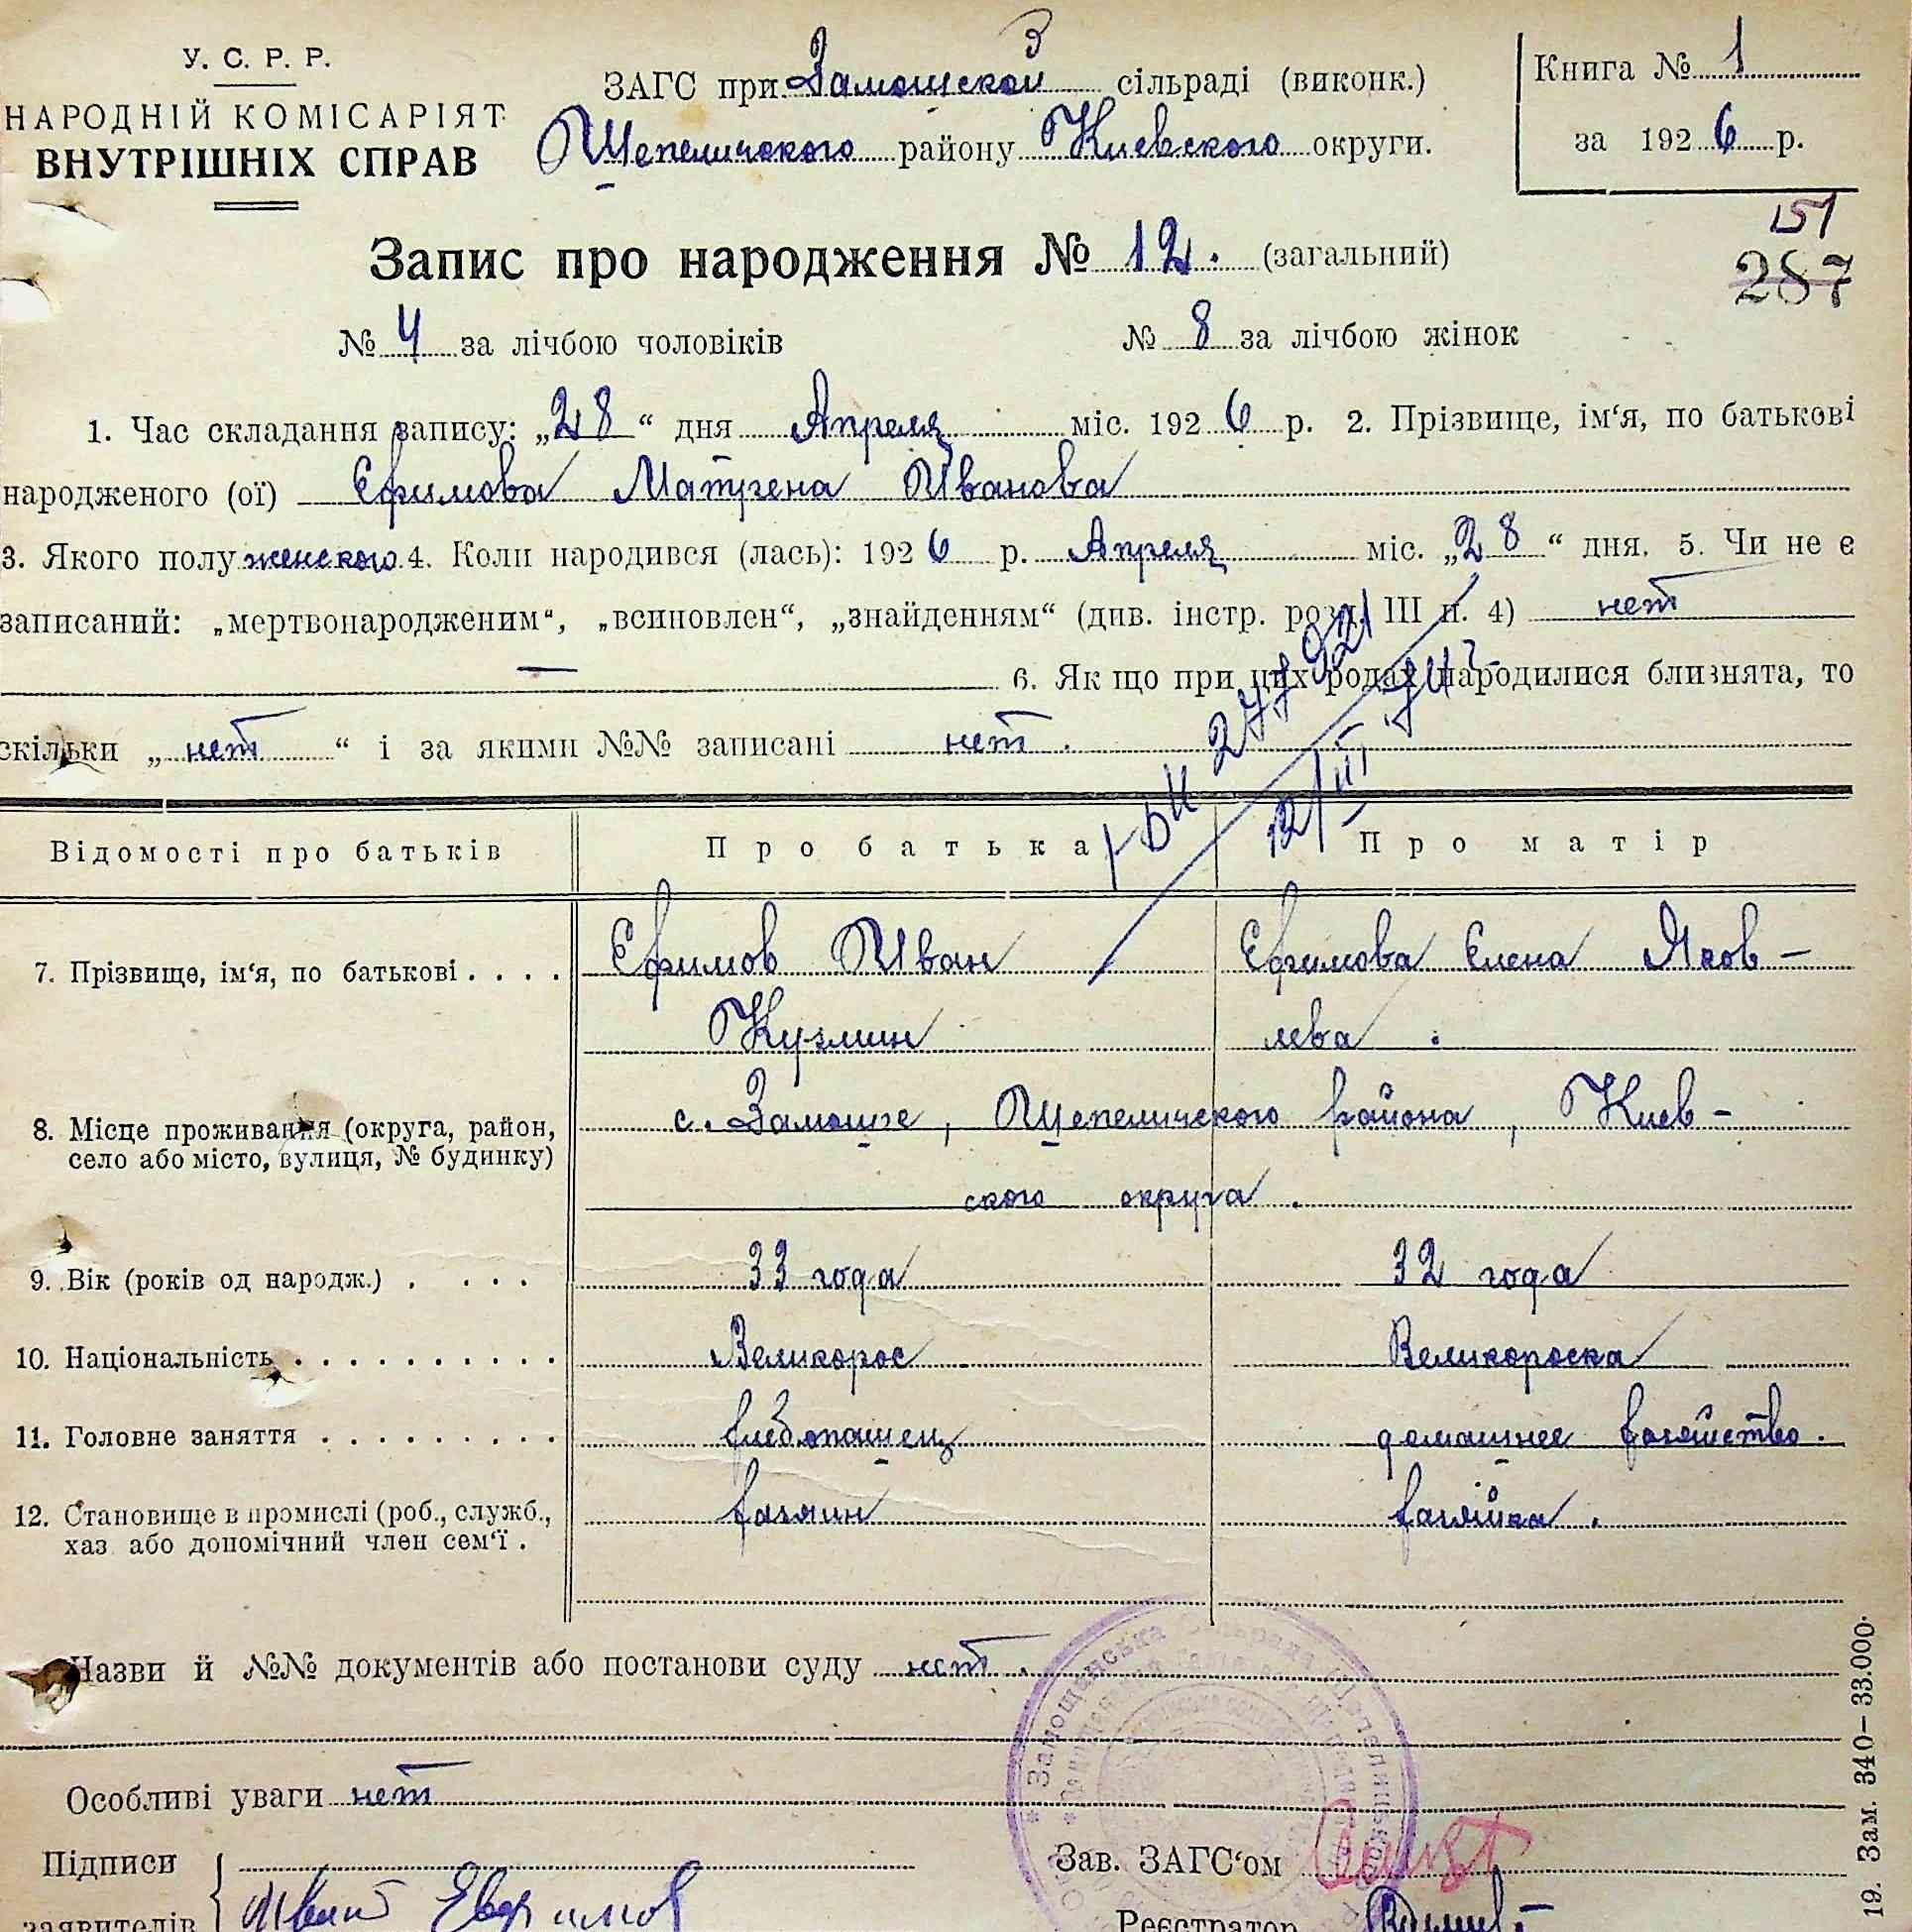 У. С. Р. Р.
НАРОДНІЙ КОМІСАРІЯТ
ВНУТРІШНІХ СПРАВ
ЗАГС при Замошской сільраді (виконк.)
Шепеличского району Киевского округи.
Книга № 1
за 1926 р.
151
287
Запис про народження № 12. (загальний)
№ 4 за лічбою чоловіків № 8 за лічбою жінок
1. Час складання запису: „28“ дня Апреля міс. 1926 р. 2. Прізвище, ім‘я, по батькові
народженого (ої) Ефимова Матрена Иванова
3. Якого полу женского 4. Коли народився (лась): 1926 р. Апреля міс. „28“ дня. 5. Чи не є
записаний: „мертвонародженим“, „всиновлен“, „знайденням“ (див. інстр. розд. III п. 4) нет
— 6. Як що при цих родах народилися близнята, то
скільки „нет“ і за якими №№ записані нет.
Відомості про батьків Про батька Про матір
7. Прізвище, ім‘я, по батькові . . . . Ефимов Иван Ефимова Елена Яков-
Кузмин лева.
8. Місце проживання (округа, район, с. Замоше, Шепеличского района, Киев-
село або місто, вулиця, № будинку)
ского округа.
9. Вік (років од народж.) . . . . 33 года 32 года
10. Національність . . . . . . . . . . Великорос Великороска
11. Головне заняття . . . . . . . . . хлебопашец домашнее хозяйство.
12. Становище в промислі (роб., служб., хозяин хозяйка.
хаз. або допомічний член сем‘ї .
Назви й №№ документів або постанови суду нет.
Особливі уваги нет
Підписи
заявителів
Зав. ЗАГС‘ом
Реєстратор
19. Зам. 340—33.000.